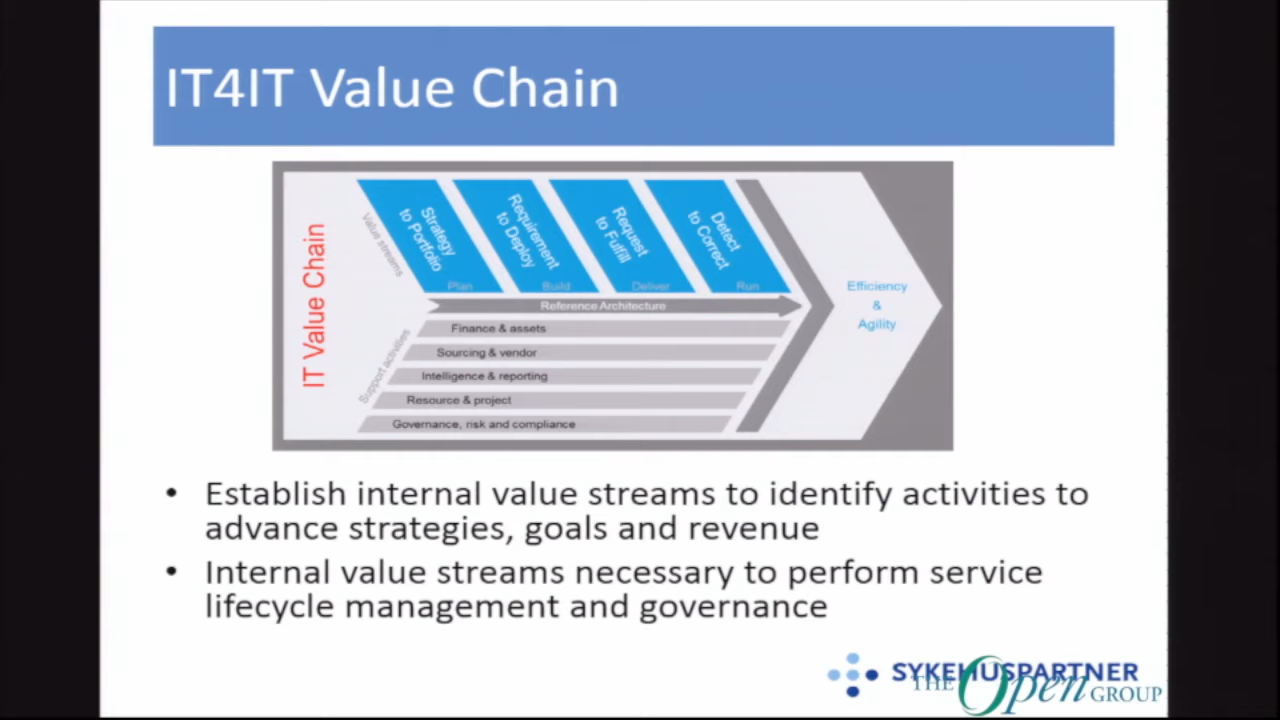 IT4IT Value Chain
IT Value Chain
Value streams
Strategy
to Portfolio
Plan
Requirement
to Deploy
Build
Request
to Fulfill
Deliver
Detect
to Correct
Run
Reference Architecture
Efficiency
&
Agility
Support activities
Finance & assets
Sourcing & vendor
Intelligence & reporting
Resource & project
Governance, risk and compliance
• Establish internal value streams to identify activities to
advance strategies, goals and revenue
• Internal value streams necessary to perform service
lifecycle management and governance
SYKEHUSPARTNER
THE Open GROUP